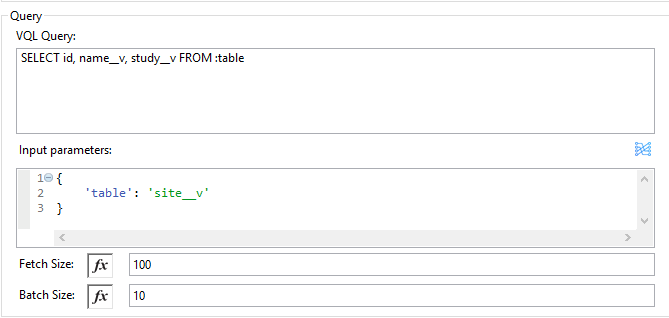 Query
VQL Query:
SELECT id, name__v, study__v FROM :table
Input parameters:
1 {
2 'table': 'site__v'
3 }
Fetch Size: fx 100
Batch Size: fx 10